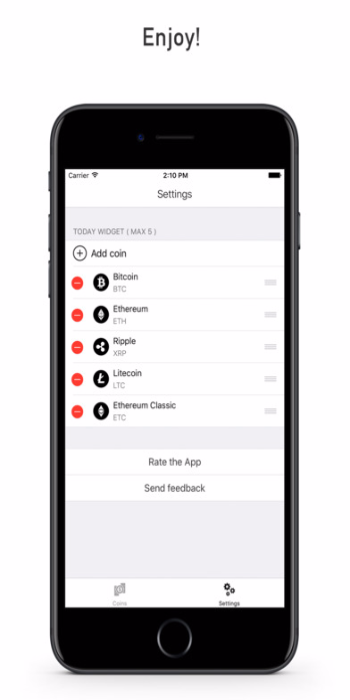 Enjoy!
Carrier 2:10 PM
Settings
TODAY WIDGET ( MAX 5 )
Add coin
Bitcoin
BTC
Ethereum
ETH
Ripple
XRP
Litecoin
LTC
Ethereum Classic
ETC
Rate the App
Send feedback
Coins Settings